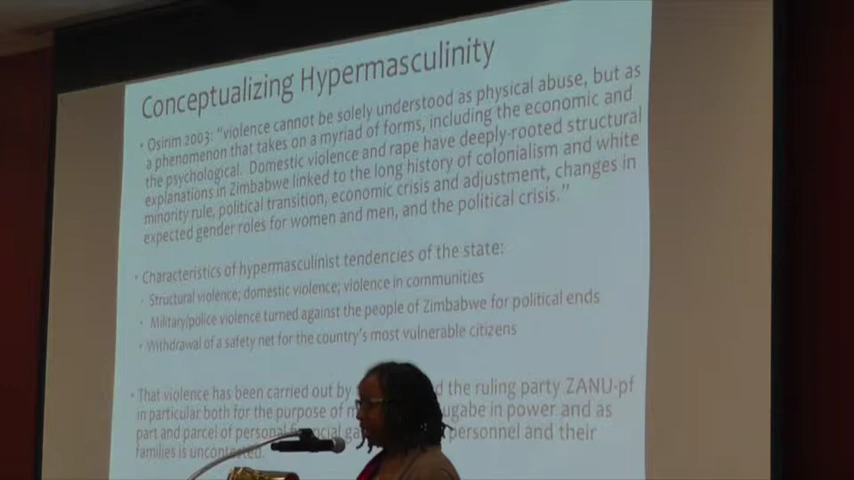 Conceptualizing Hypermasculinity
• Osirim 2003: "violence cannot be solely understood as physical abuse, but as
a phenomenon that takes on a myriad of forms, including the economic and
the psychological. Domestic violence and rape have deeply-rooted structural
explanations in Zimbabwe linked to the long history of colonialism and white
minority rule, political transition, economic crisis and adjustment, changes in
expected gender roles for women and men, and the political crisis."
• Characteristics of hypermasculinist tendencies of the state:
• Structural violence; domestic violence; violence in communities
• Military/police violence turned against the people of Zimbabwe for political ends
• Withdrawal of a safety net for the country's most vulnerable citizens
• That violence has been carried out by the ruling party ZANU-pf
in particular both for the purpose of in power and as
part and parcel of personal personnel and their
families is uncontested.